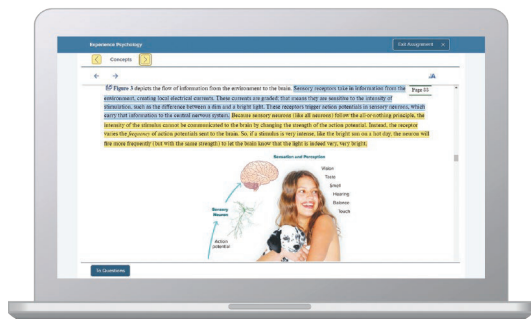 Experience Psychology
Exit Assignment ×
< Concepts >
← → A
Figure 3 depicts the flow of information from the environment to the brain. Sensory receptors take in information from the
Page 83
environment, creating local electrical currents. These currents are graded; that means they are sensitive to the intensity of
stimulation, such as the difference between a dim and a bright light. These receptors trigger action potentials in sensory neurons, which
carry that information to the central nervous system. Because sensory neurons (like all neurons) follow the all-or-nothing principle, the
intensity of the stimulus cannot be communicated to the brain by changing the strength of the action potential. Instead, the receptor
varies the frequency of action potentials sent to the brain. So, if a stimulus is very intense, like the bright sun on a hot day, the neuron will
fire more frequently (but with the same strength) to let the brain know that the light is indeed very, very bright.
Sensation and Perception
Vision
Taste
Smell
Hearing
Balance
Touch
Sensory
Neuron
Action
potential
To Questions